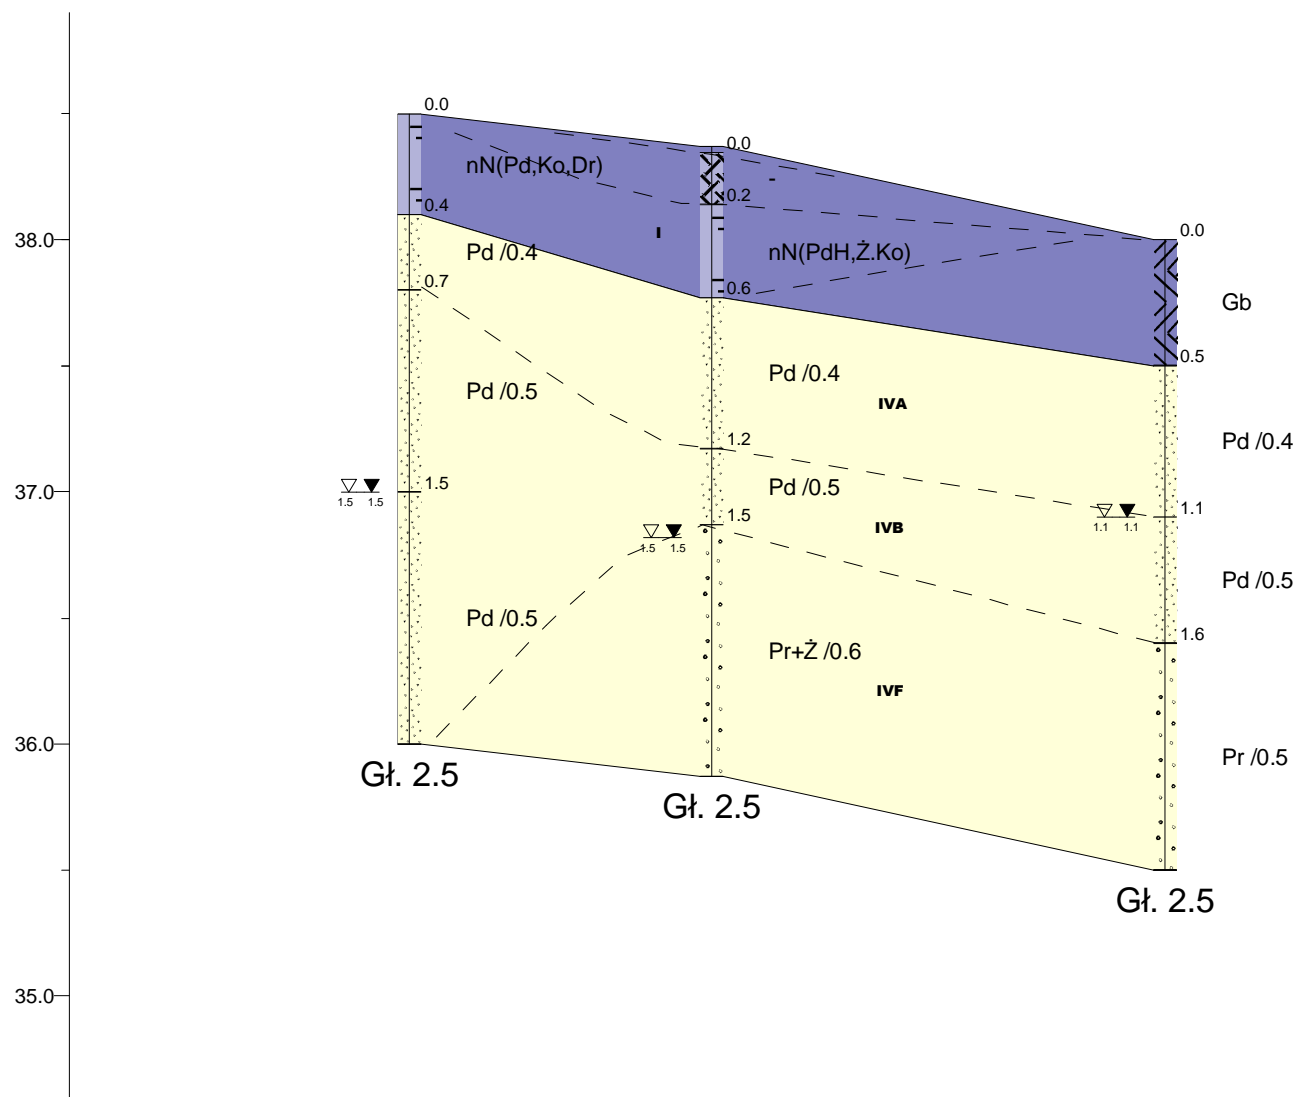 0.0
0.0
nN(Pd,Ko,Dr)
-
0.2
0.4
I
0.0
38.0
Pd /0.4
nN(PdH,Ż.Ko)
0.7
0.6
Gb
0.5
Pd /0.4
Pd /0.5
IVA
1.2
Pd /0.4
1.5
37.0
Pd /0.5
1.5 1.5
1.5
1.1
IVB
1.1 1.1
1.5 1.5
Pd /0.5
Pd /0.5
1.6
Pr+Ż /0.6
IVF
36.0
Pr /0.5
Gł. 2.5
Gł. 2.5
Gł. 2.5
35.0